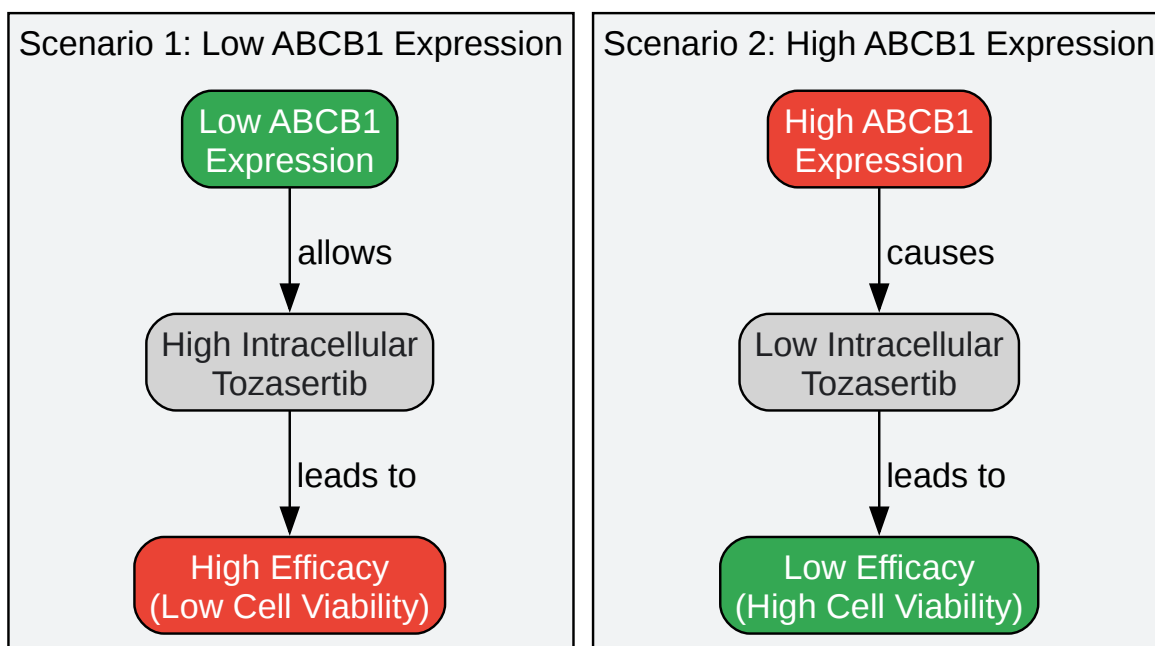 Scenario 1: Low ABCB1 Expression
Low ABCB1
Expression
allows
High Intracellular
Tozasertib
leads to
High Efficacy
(Low Cell Viability)
Scenario 2: High ABCB1 Expression
High ABCB1
Expression
causes
Low Intracellular
Tozasertib
leads to
Low Efficacy
(High Cell Viability)